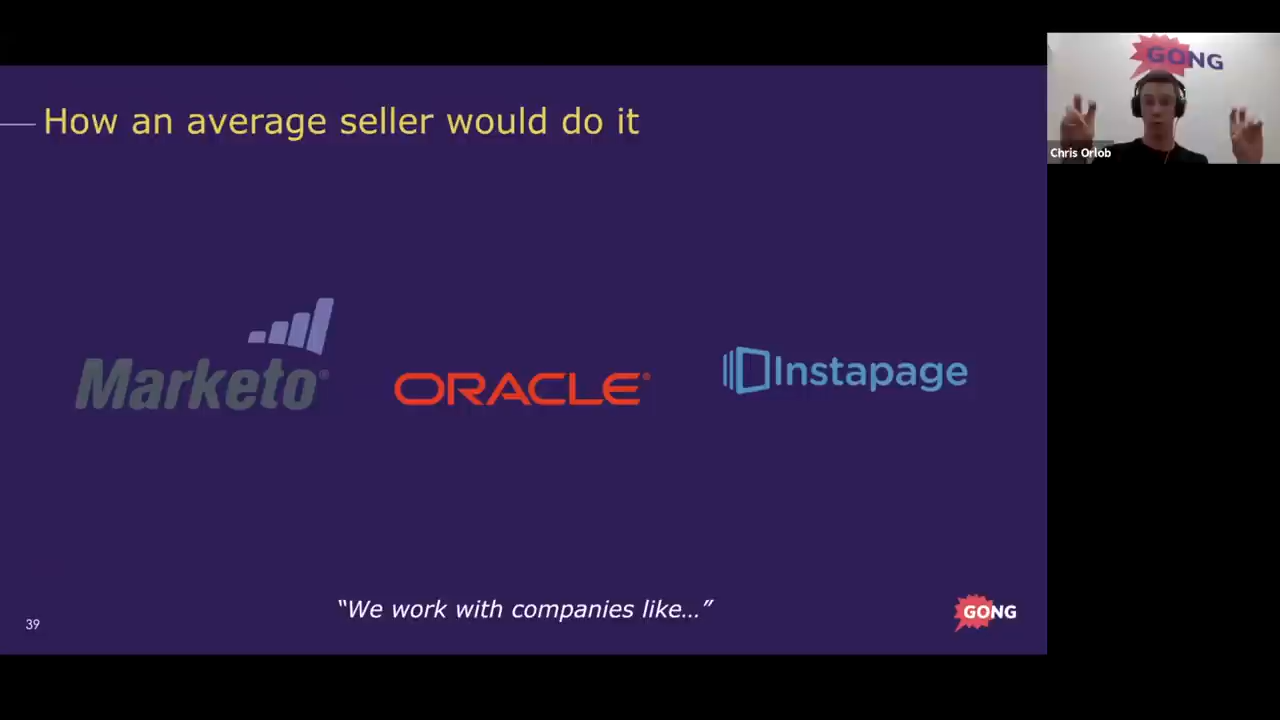 How an average seller would do it
GONG
Chris Orlob
Marketo®
ORACLE®
Instapage
“We work with companies like...”
39
GONG